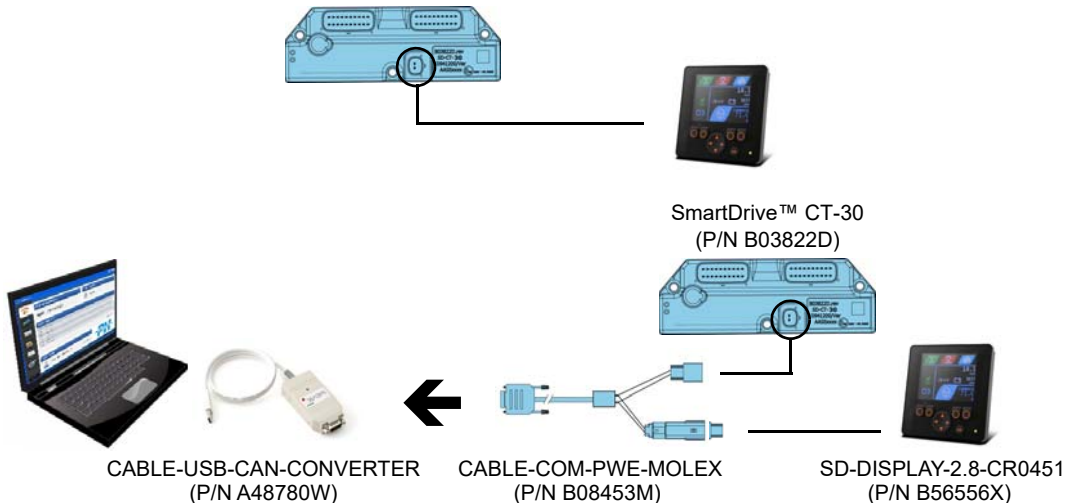 SmartDrive™ CT-30
(P/N B03822D)
CABLE-USB-CAN-CONVERTER
(P/N A48780W)
CABLE-COM-PWE-MOLEX
(P/N B08453M)
SD-DISPLAY-2.8-CR0451
(P/N B56556X)